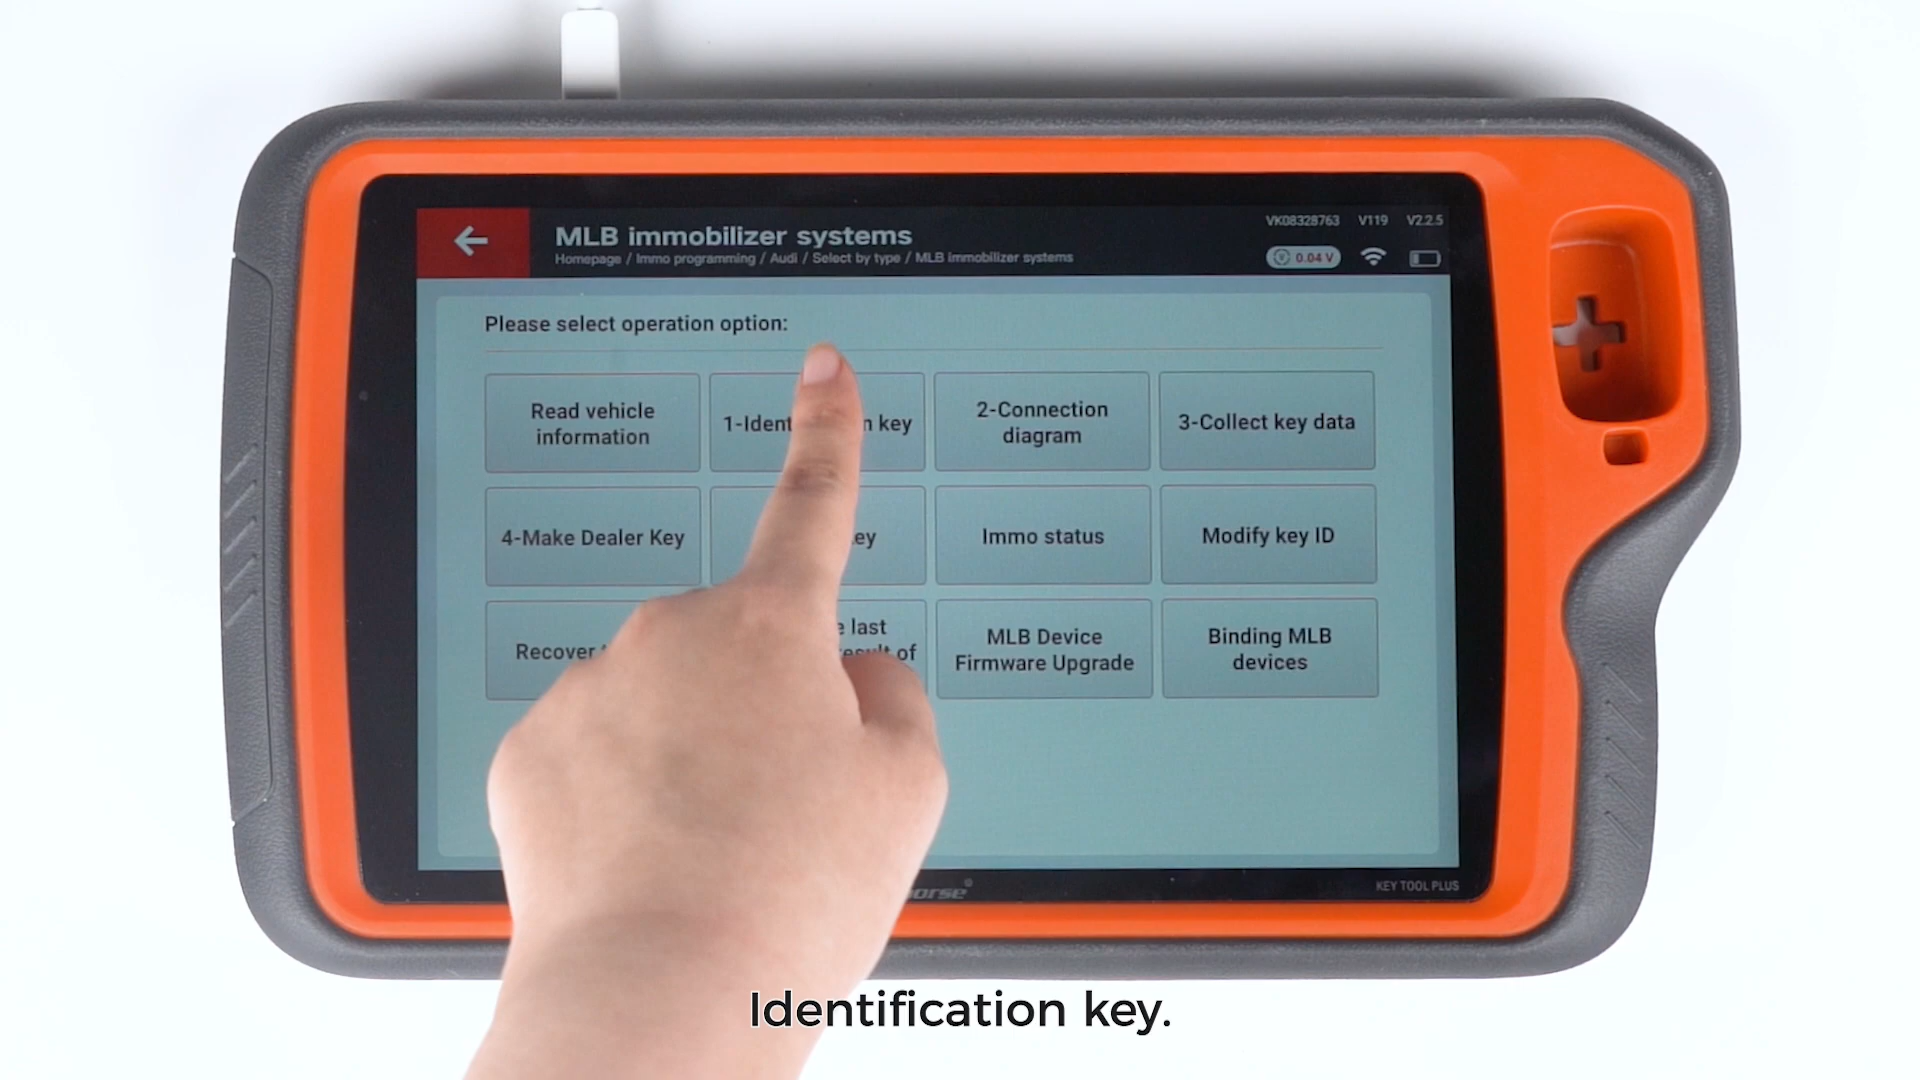 MLB immobilizer systems
Homepage / Immo programming / Audi / Select by type / MLB immobilizer systems
VK08328763 V119 V2.2.5
0.04 V
Please select operation option:
Read vehicle
information
key
2-Connection
diagram
3-Collect key data
4-Make Dealer Key
Immo status
Modify key ID
Recover
last
of
MLB Device
Firmware Upgrade
Binding MLB
devices
KEY TOOL PLUS
Identification key.